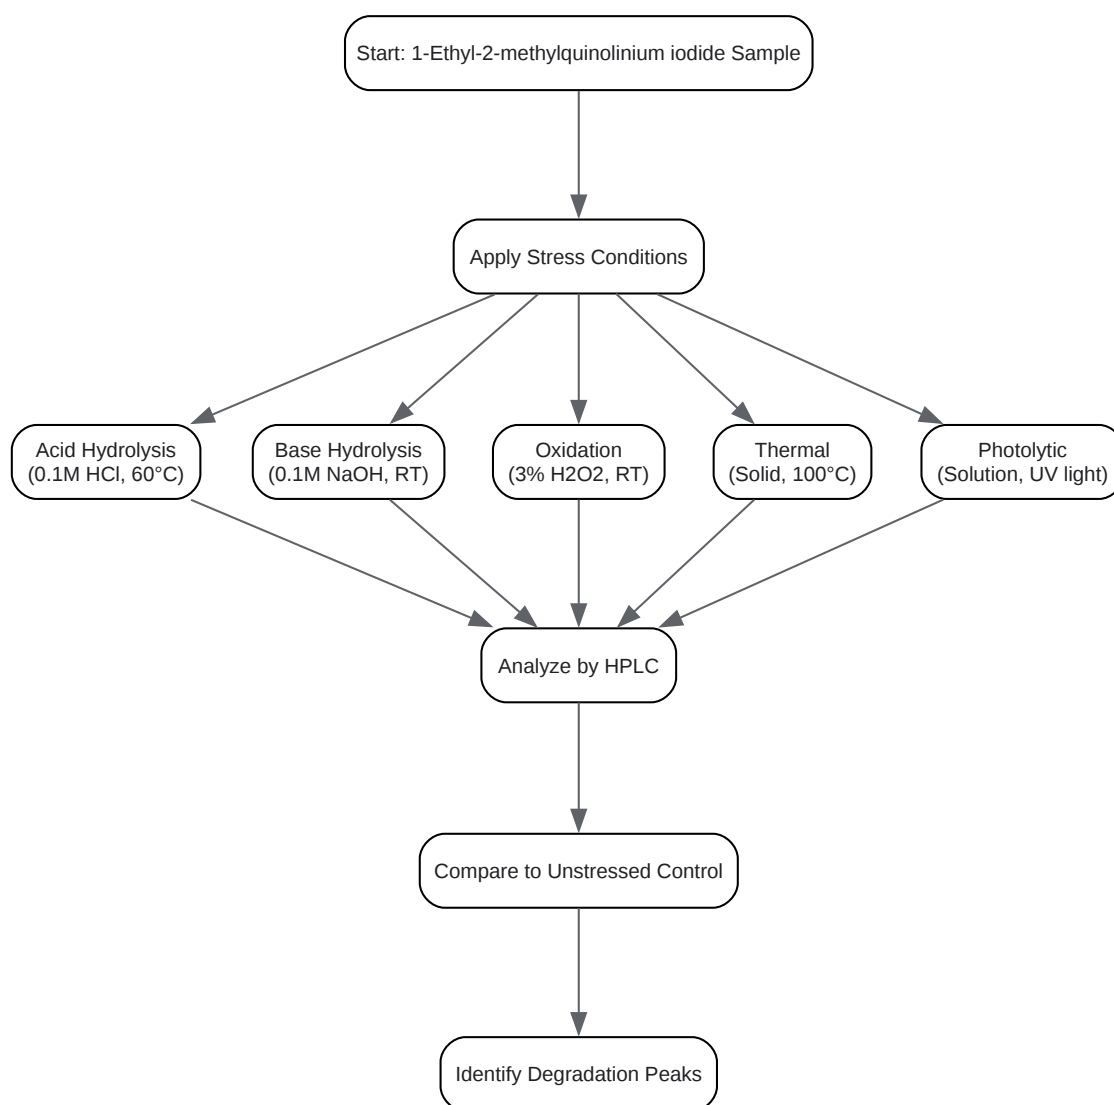 Start: 1-Ethyl-2-methylquinolinium iodide Sample
Apply Stress Conditions
Acid Hydrolysis
(0.1M HCl, 60°C)
Base Hydrolysis
(0.1M NaOH, RT)
Oxidation
(3% H2O2, RT)
Thermal
(Solid, 100°C)
Photolytic
(Solution, UV light)
Analyze by HPLC
Compare to Unstressed Control
Identify Degradation Peaks